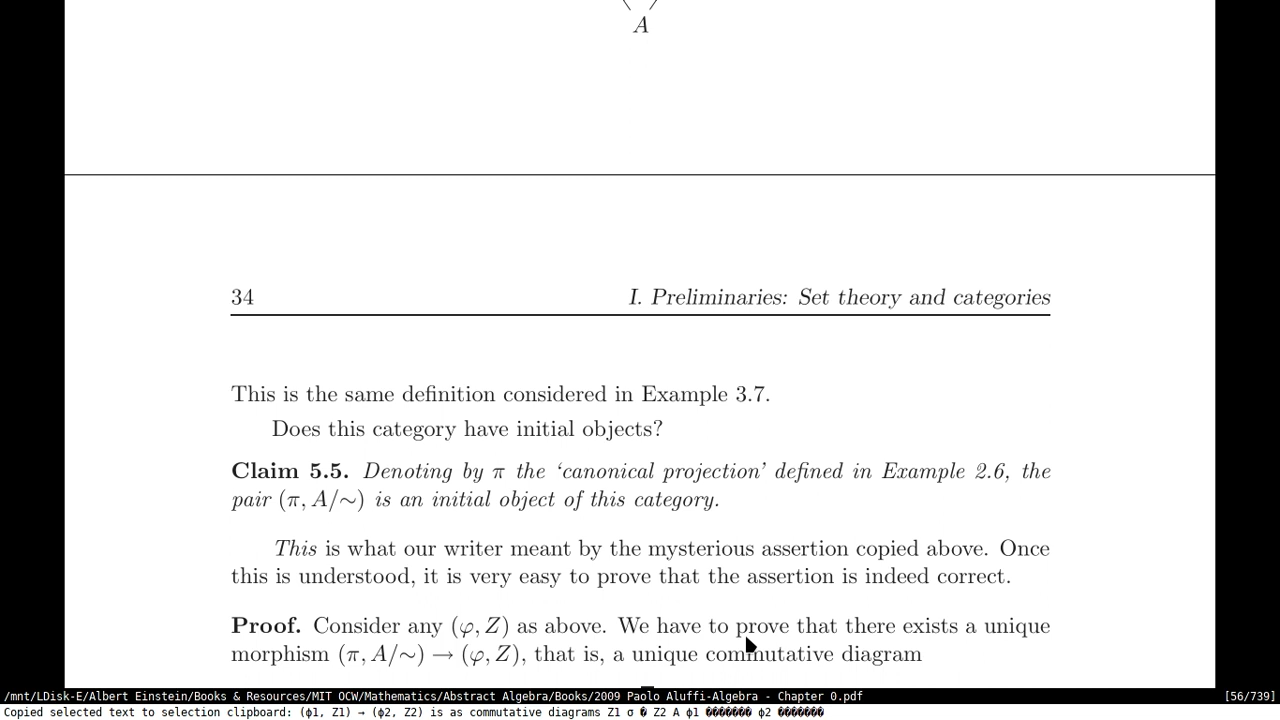 A
34 I. Preliminaries: Set theory and categories
This is the same definition considered in Example 3.7.
Does this category have initial objects?
Claim 5.5. Denoting by π the ‘canonical projection’ defined in Example 2.6, the
pair (π, A/∼) is an initial object of this category.
This is what our writer meant by the mysterious assertion copied above. Once
this is understood, it is very easy to prove that the assertion is indeed correct.
Proof. Consider any (φ, Z) as above. We have to prove that there exists a unique
morphism (π, A/∼) → (φ, Z), that is, a unique commutative diagram
/mnt/LDisk-E/Albert Einstein/Books & Resources/MIT OCW/Mathematics/Abstract Algebra/Books/2009 Paolo Aluffi-Algebra - Chapter 0.pdf [56/739]
Copied selected text to selection clipboard: (ϕ1, Z1) → (ϕ2, Z2) is as commutative diagrams Z1 σ � Z2 A ϕ1 �������� ϕ2 ��������